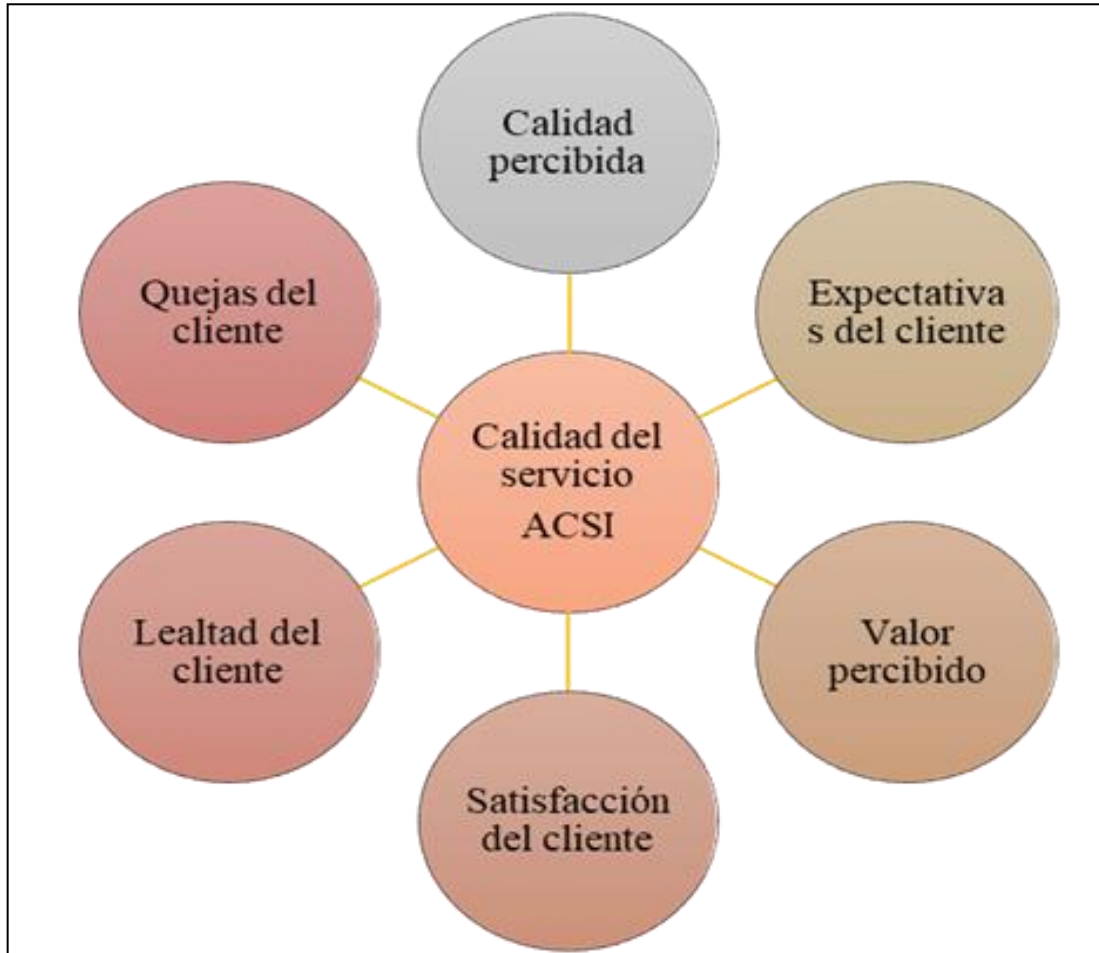 Calidad
percibida
Quejas del
cliente
Expectativa
s del cliente
Calidad del
servicio
ACSI
Lealtad del
cliente
Valor
percibido
Satisfacción
del cliente